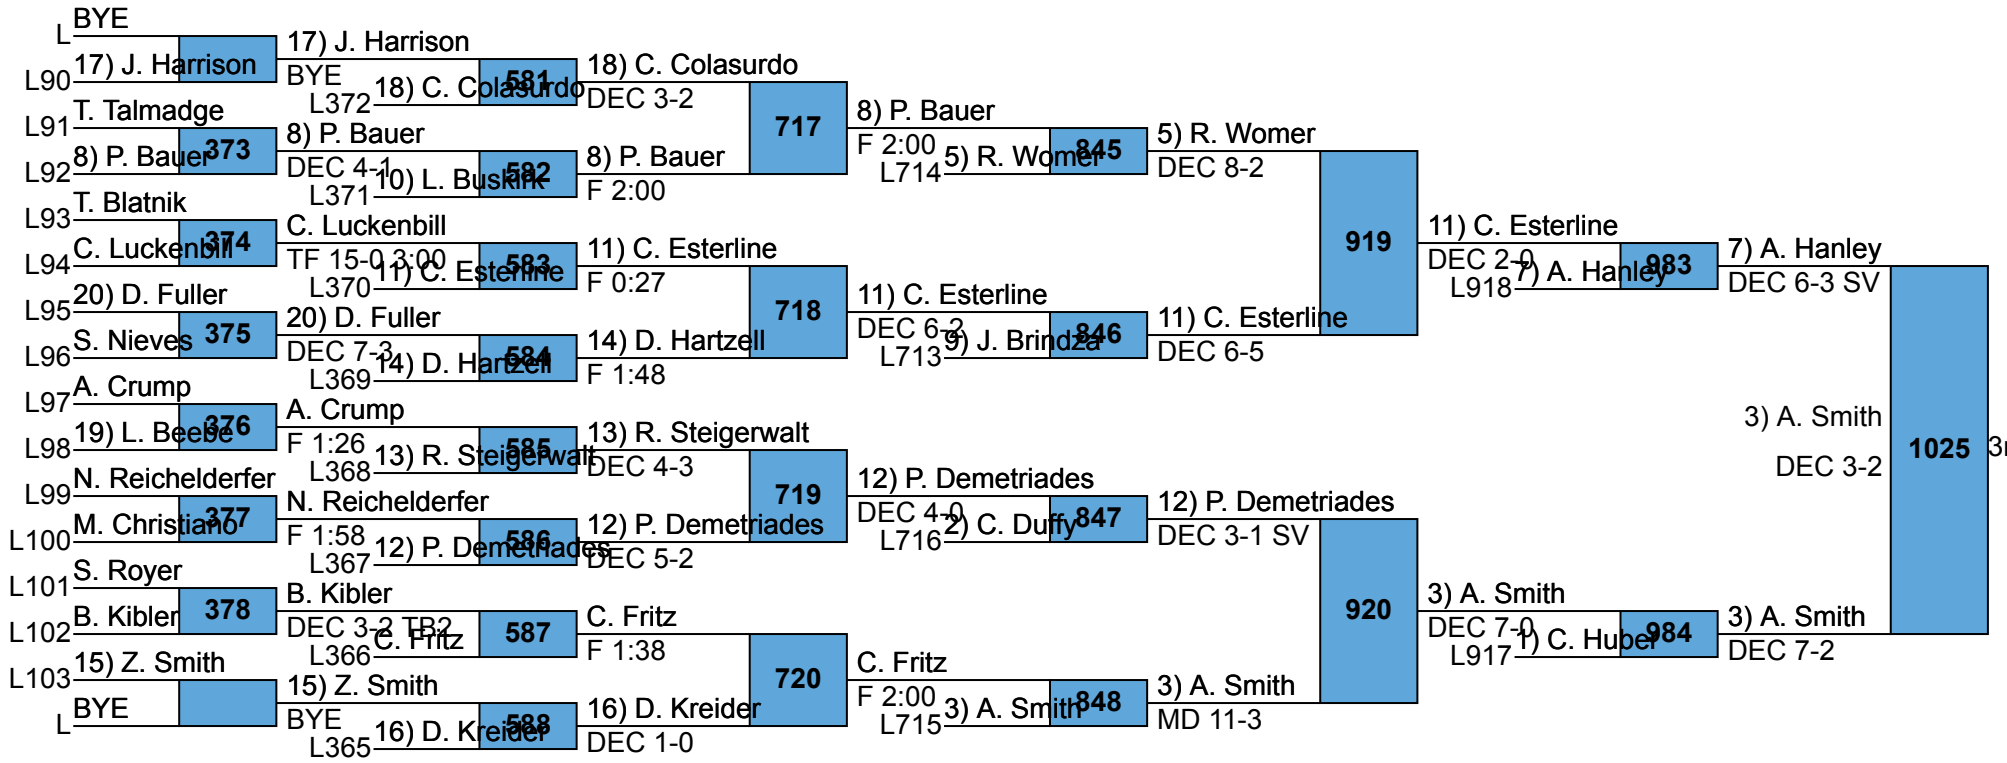 BYE
L
17) J. Harrison
L90
T. Talmadge
L91
373
8) P. Bauer
L92
T. Blatnik
L93
374
C. Luckenbill
L94
20) D. Fuller
L95
375
S. Nieves
L96
A. Crump
L97
376
19) L. Beebe
L98
N. Reichelderfer
L99
377
M. Christiano
L100
S. Royer
L101
378
B. Kibler
L102
15) Z. Smith
L103
BYE
L
17) J. Harrison
BYE
581
L372
18) C. Colasurdo
8) P. Bauer
DEC 4-1
582
L371
10) L. Buskirk
C. Luckenbill
TF 15-0 3:00
583
L370
11) C. Esterline
20) D. Fuller
DEC 7-3
584
L369
14) D. Hartzell
A. Crump
F 1:26
585
L368
13) R. Steigerwalt
N. Reichelderfer
F 1:58
586
L367
12) P. Demetriades
B. Kibler
DEC 3-2 TB2
587
L366
C. Fritz
15) Z. Smith
BYE
588
L365
16) D. Kreider
18) C. Colasurdo
DEC 3-2
717
8) P. Bauer
F 2:00
11) C. Esterline
F 0:27
718
14) D. Hartzell
F 1:48
13) R. Steigerwalt
DEC 4-3
719
12) P. Demetriades
DEC 5-2
C. Fritz
F 1:38
720
16) D. Kreider
DEC 1-0
8) P. Bauer
F 2:00
845
L714
5) R. Womer
11) C. Esterline
DEC 6-2
846
L713
9) J. Brindza
12) P. Demetriades
DEC 4-0
847
L716
2) C. Duffy
C. Fritz
F 2:00
848
L715
3) A. Smith
5) R. Womer
DEC 8-2
919
11) C. Esterline
DEC 6-5
12) P. Demetriades
DEC 3-1 SV
920
3) A. Smith
MD 11-3
11) C. Esterline
DEC 2-0
983
L918
7) A. Hanley
3) A. Smith
DEC 7-0
984
L917
1) C. Huber
7) A. Hanley
DEC 6-3 SV
3) A. Smith
DEC 7-2
3) A. Smith
DEC 3-2
1025